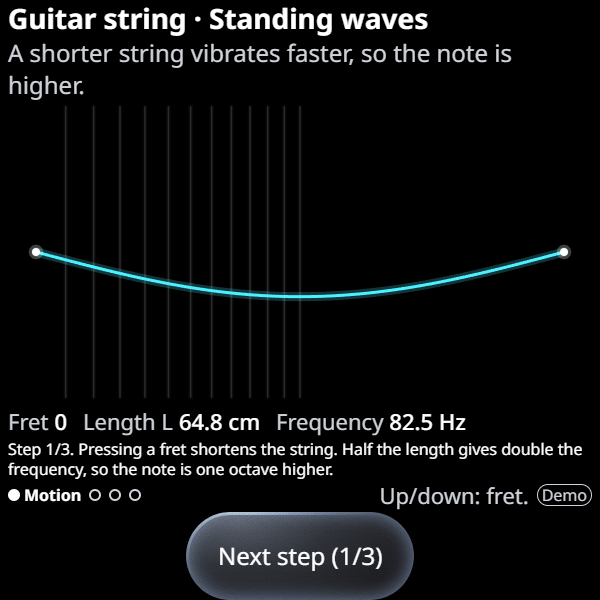 Guitar string · Standing waves
A shorter string vibrates faster, so the note is
higher.
Fret 0 Length L 64.8 cm Frequency 82.5 Hz
Step 1/3. Pressing a fret shortens the string. Half the length gives double the
frequency, so the note is one octave higher.
Motion Up/down: fret. Demo
Next step (1/3)